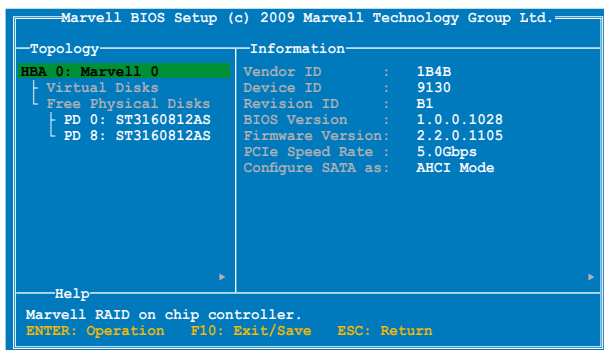 Marvell BIOS Setup (c) 2009 Marvell Technology Group Ltd.
Topology
HBA 0: Marvell 0
Virtual Disks
Free Physical Disks
PD 0: ST3160812AS
PD 8: ST3160812AS
Information
Vendor ID : 1B4B
Device ID : 9130
Revision ID : B1
BIOS Version : 1.0.0.1028
Firmware Version: 2.2.0.1105
PCIe Speed Rate : 5.0Gbps
Configure SATA as: AHCI Mode
Help
Marvell RAID on chip controller.
ENTER: Operation F10: Exit/Save ESC: Return